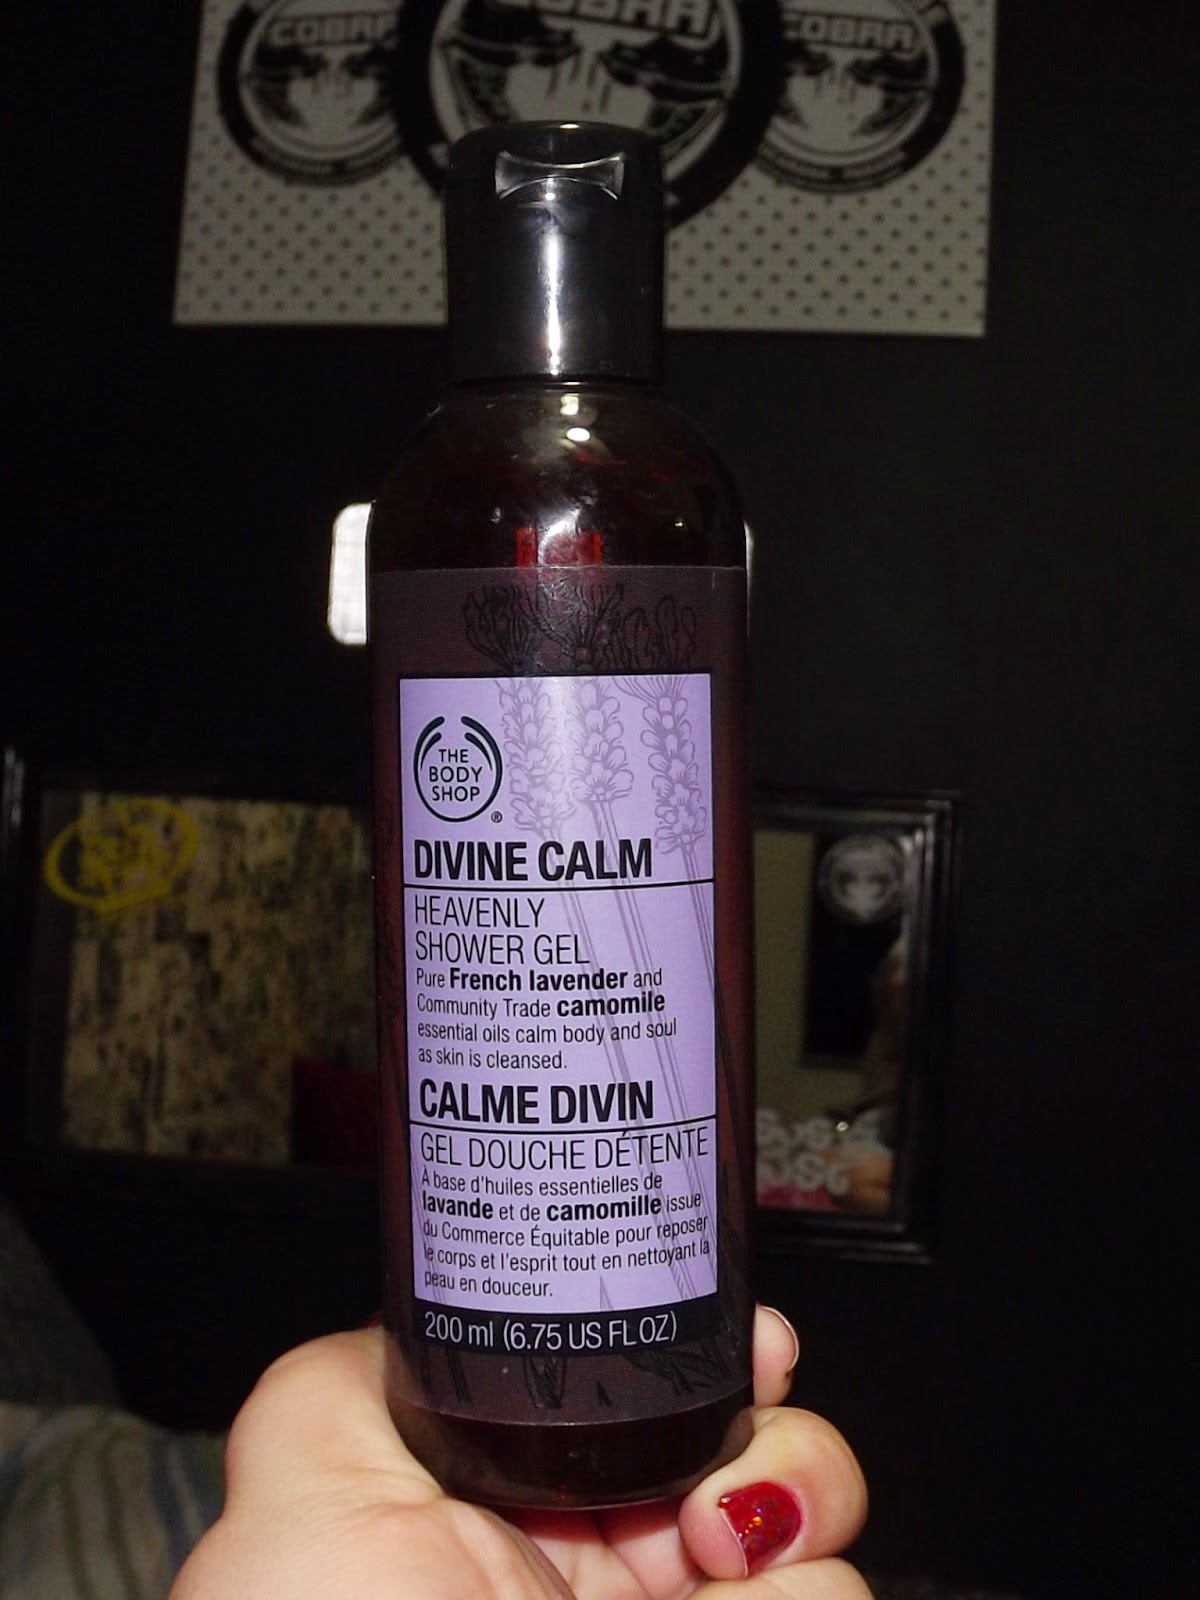 COBRA
COBRA
COBRA
THE
BODY
SHOP
®
DIVINE CALM
HEAVENLY
SHOWER GEL
Pure French lavender and
Community Trade camomile
essential oils calm body and soul
as skin is cleansed.
CALME DIVIN
GEL DOUCHE DÉTENTE
À base d'huiles essentielles de
lavande et de camomille issue
du Commerce Équitable pour reposer
le corps et l'esprit tout en nettoyant la
peau en douceur.
200 ml (6.75 US FL OZ)